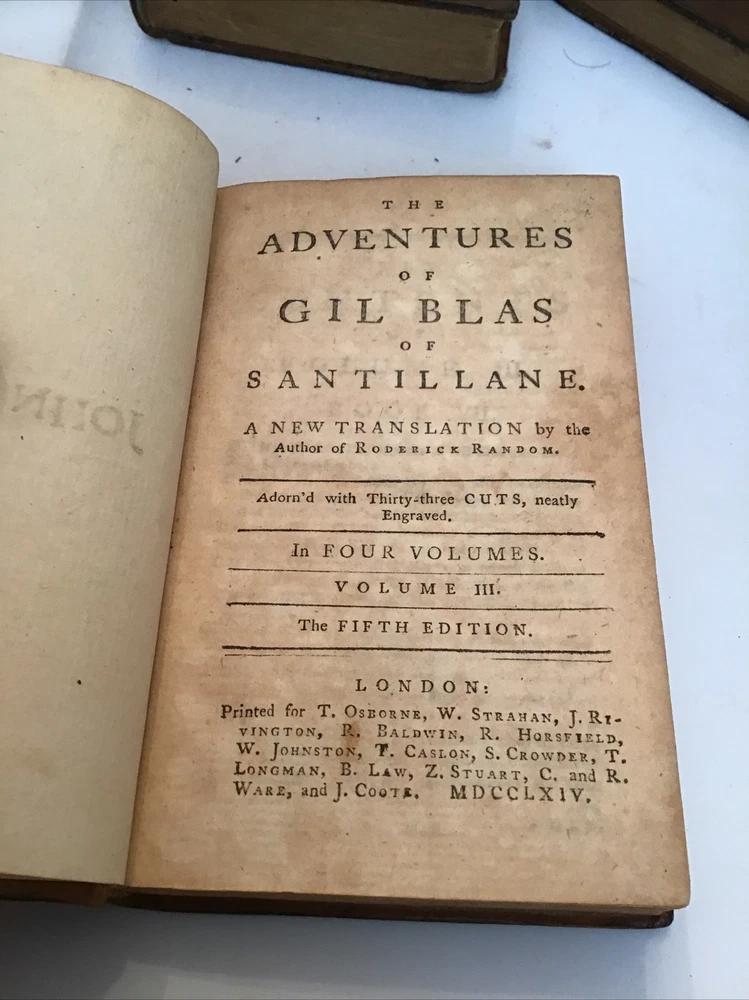 THE
ADVENTURES
OF
GIL BLAS
OF
SANTILLANE.
A NEW TRANSLATION by the
Author of RODERICK RANDOM.
Adorn'd with Thirty-three CUTS, neatly
Engraved.
In FOUR VOLUMES.
VOLUME III.
The FIFTH EDITION.
LONDON:
Printed for T. OSBORNE, W. STRAHAN, J. RI-
VINGTON, R. BALDWIN, R. HORSFIELD,
W. JOHNSTON, T. CASLON, S. CROWDER, T.
LONGMAN, B. LAW, Z. STUART, C. and R.
WARE, and J. COOTE. MDCCLXIV.